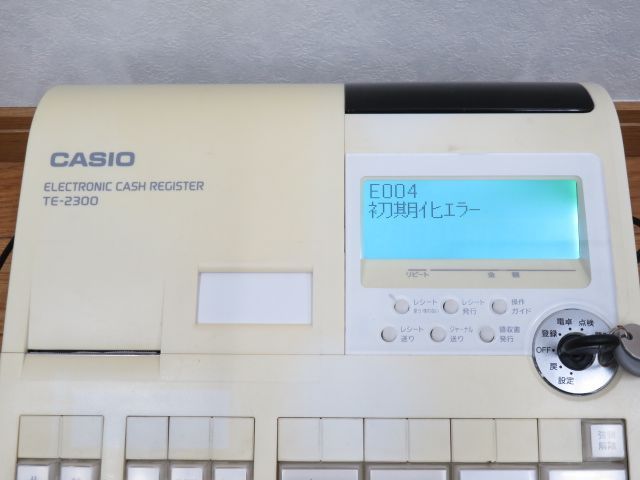 CASIO
ELECTRONIC CASH REGISTER
TE-2300
E004
初期化エラー
リピート 金額
レシート
レシート
発行
操作
ガイド
レシート
送り
ジャーナル
送り
領収書
発行
電卓 点検
登録
OFF
戻
設定